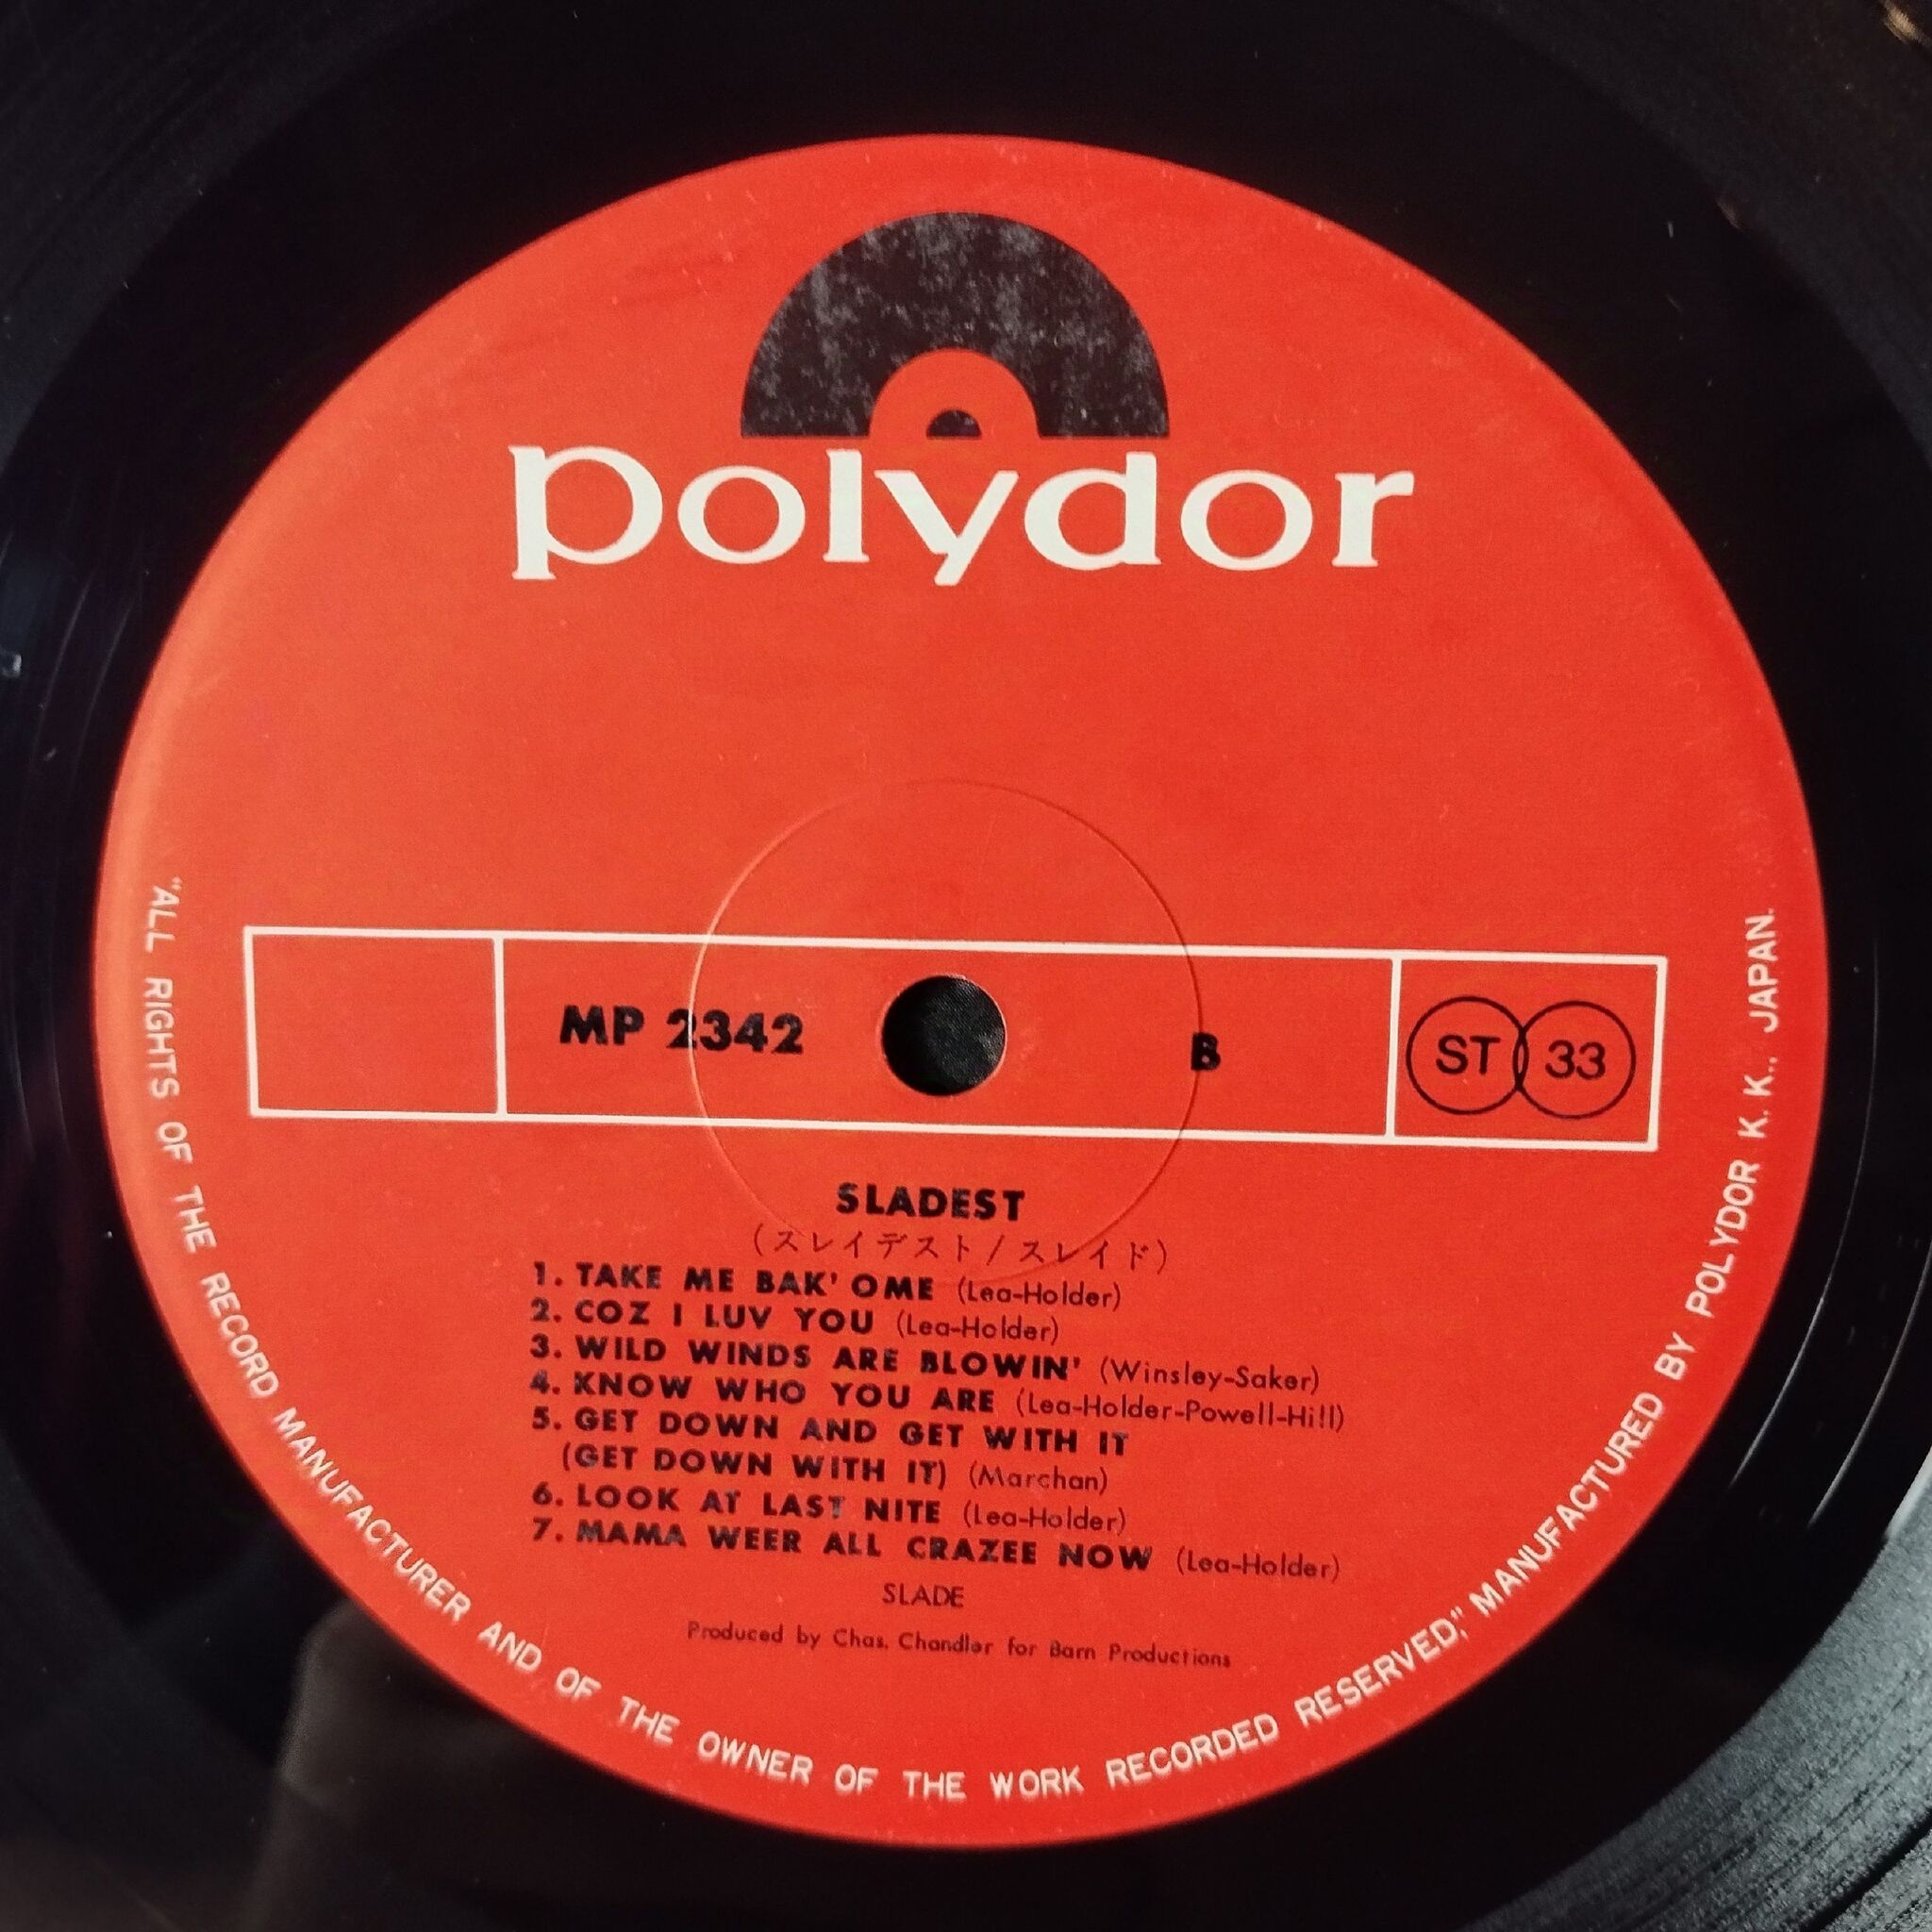 polydor
MP 2342
B
ST 33
SLADEST
(スレイデスト/スレイド)
1. TAKE ME BAK' OME (Lea-Holder)
2. COZ I LUV YOU (Lea-Holder)
3. WILD WINDS ARE BLOWIN' (Winsley-Saker)
4. KNOW WHO YOU ARE (Lea-Holder-Powell-Hill)
5. GET DOWN AND GET WITH IT
(GET DOWN WITH IT) (Marchan)
6. LOOK AT LAST NITE (Lea-Holder)
7. MAMA WEER ALL CRAZEE NOW (Lea-Holder)
SLADE
Produced by Chas. Chandler for Barn Productions
"ALL RIGHTS OF THE RECORD MANUFACTURER AND OF THE OWNER OF THE WORK RECORDED RESERVED," MANUFACTURED BY POLYDOR K.K., JAPAN.